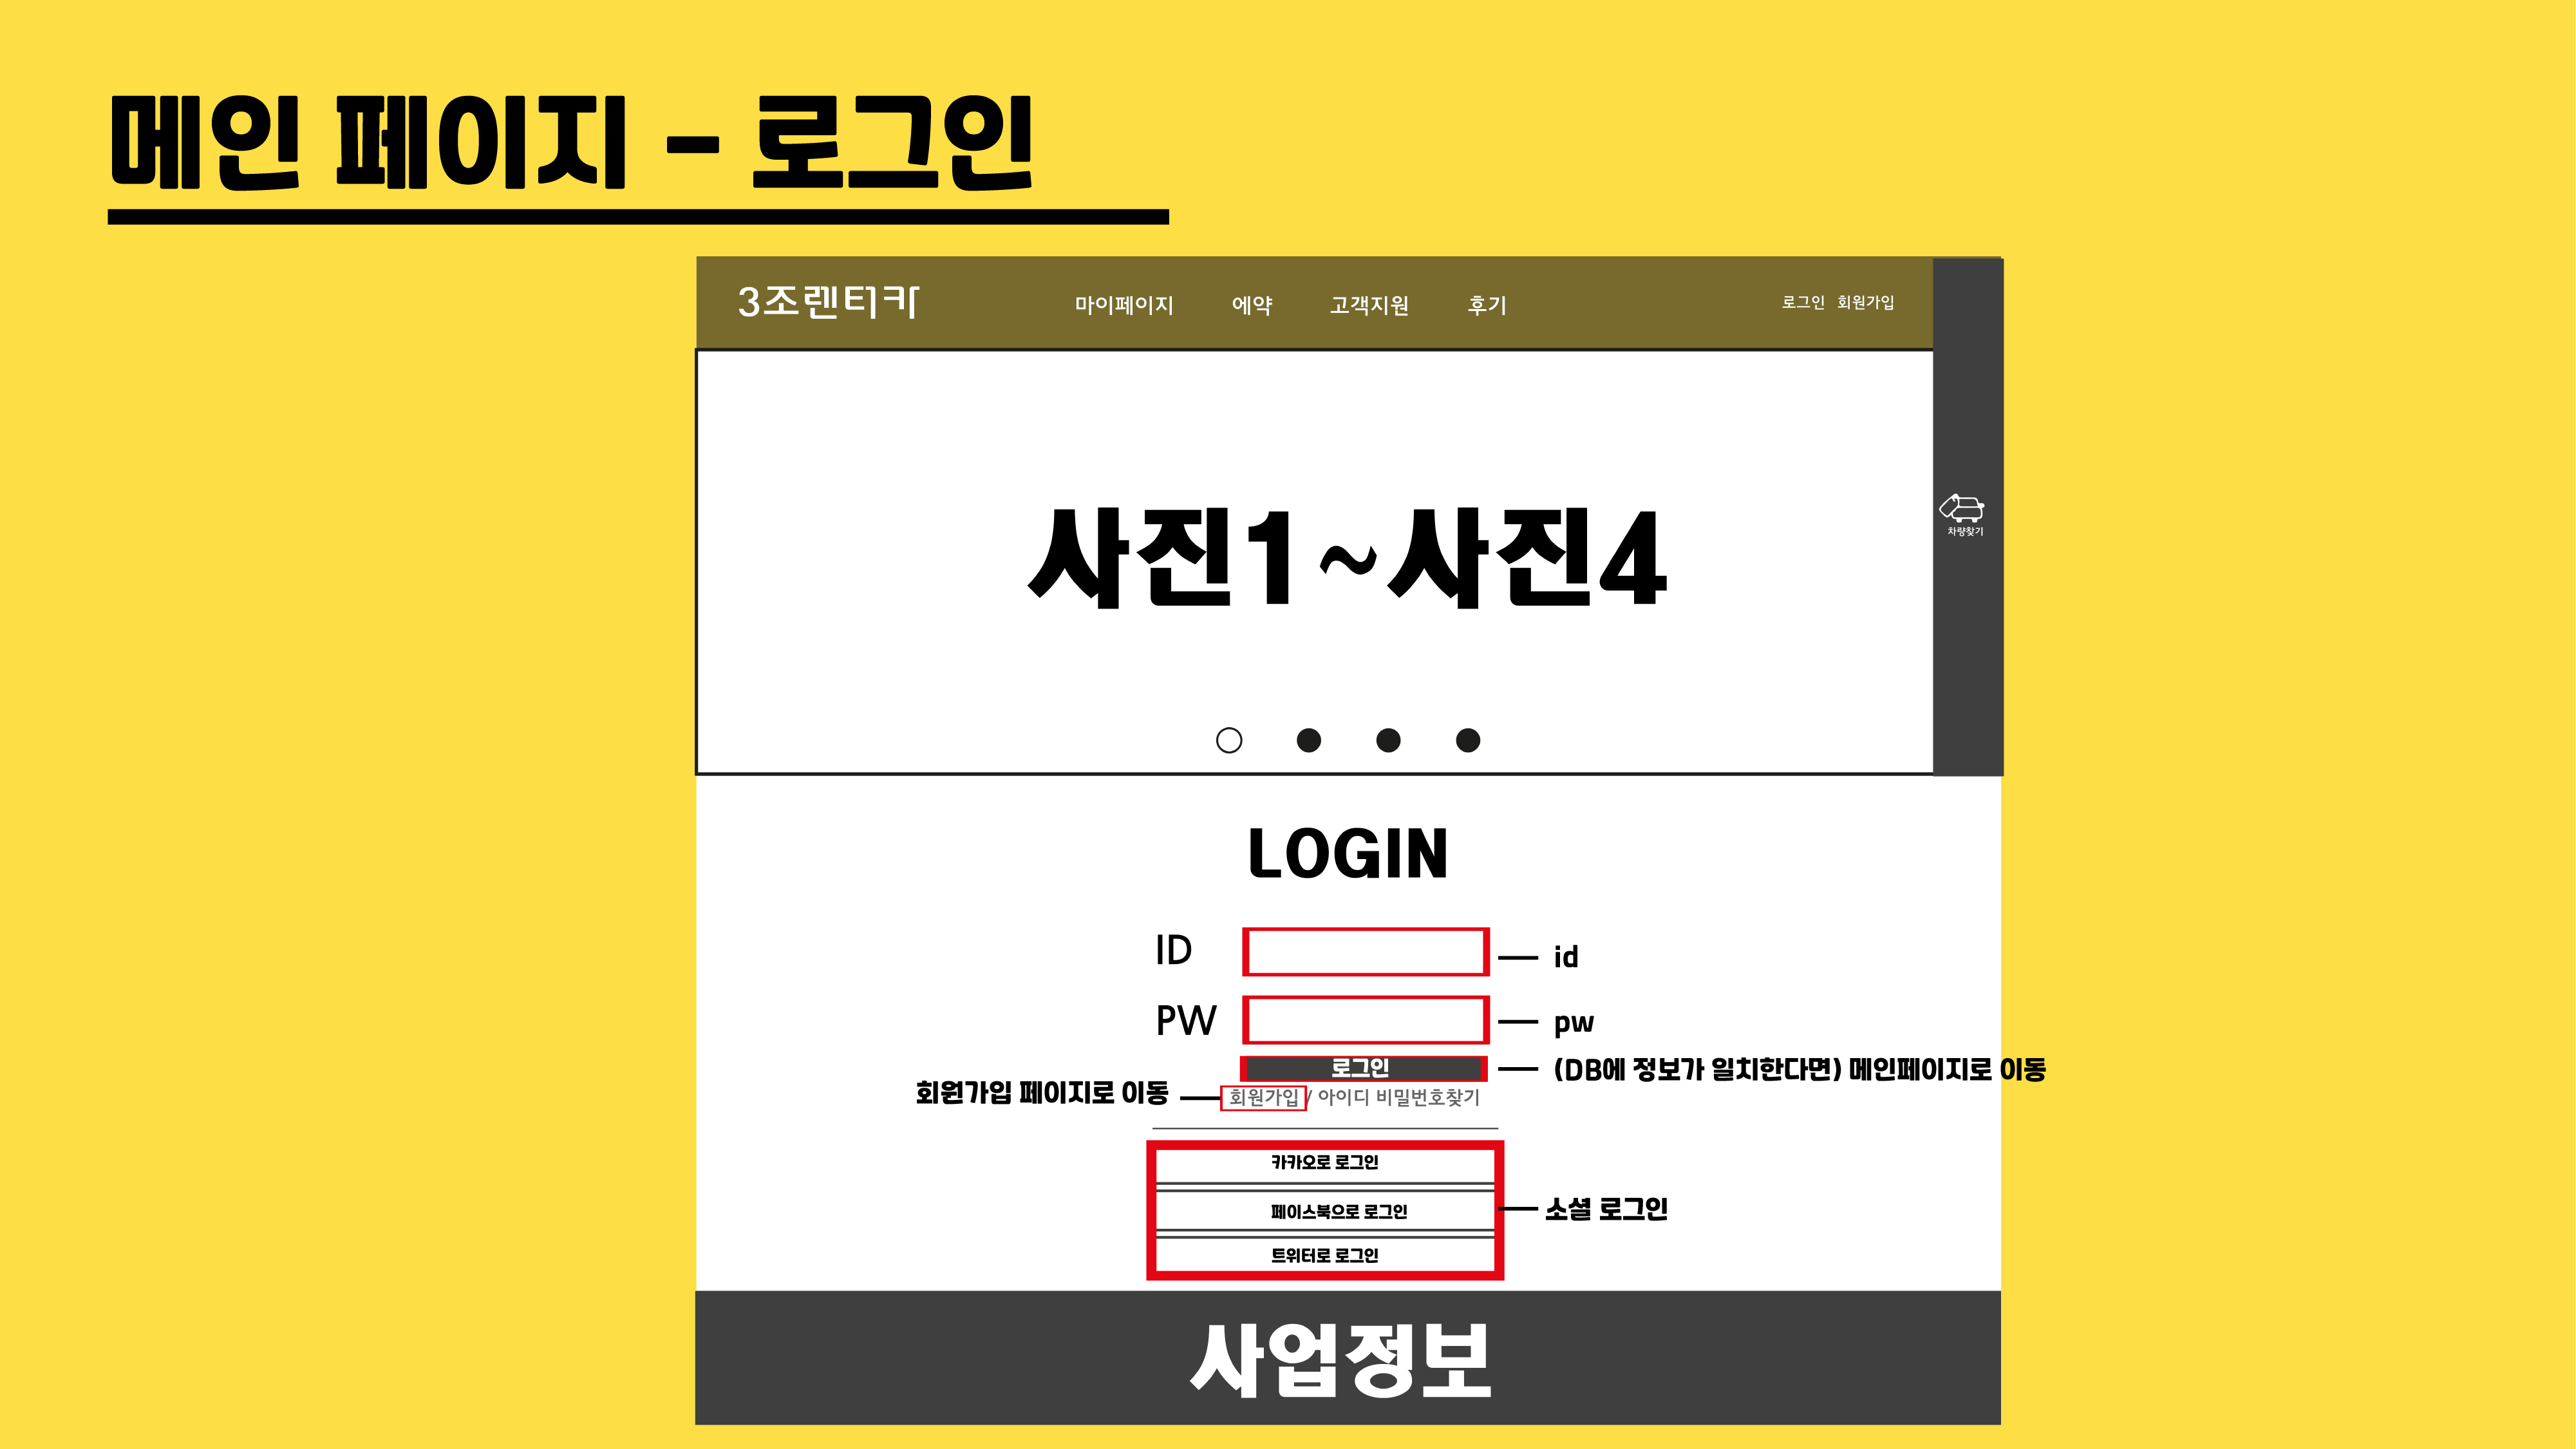 메인 페이지 - 로그인
3조렌터카
마이페이지 에약 고객지원 후기
로그인 회원가입
차량찾기
사진1~사진4
LOGIN
ID
id
PW
pw
로그인
(DB에 정보가 일치한다면) 메인페이지로 이동
회원가입 페이지로 이동
회원가입 / 아이디 비밀번호찾기
카카오로 로그인
페이스북으로 로그인
소셜 로그인
트위터로 로그인
사업정보